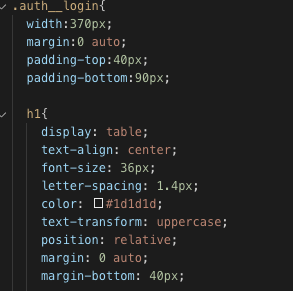 .auth__login{
width:370px;
margin:0 auto;
padding-top:40px;
padding-bottom:90px;
h1{
display: table;
text-align: center;
font-size: 36px;
letter-spacing: 1.4px;
color: #1d1d1d;
text-transform: uppercase;
position: relative;
margin: 0 auto;
margin-bottom: 40px;